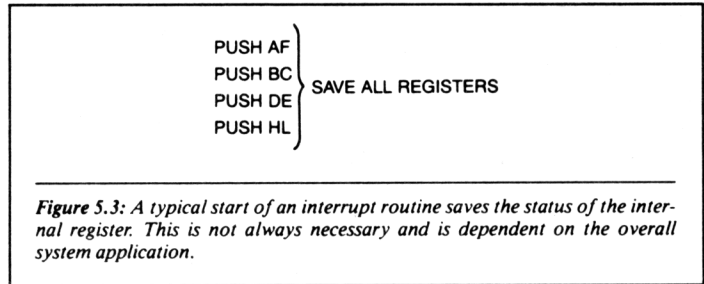 PUSH AF
PUSH BC
PUSH DE
PUSH HL
SAVE ALL REGISTERS
Figure 5.3: A typical start of an interrupt routine saves the status of the inter-
nal register. This is not always necessary and is dependent on the overall
system application.